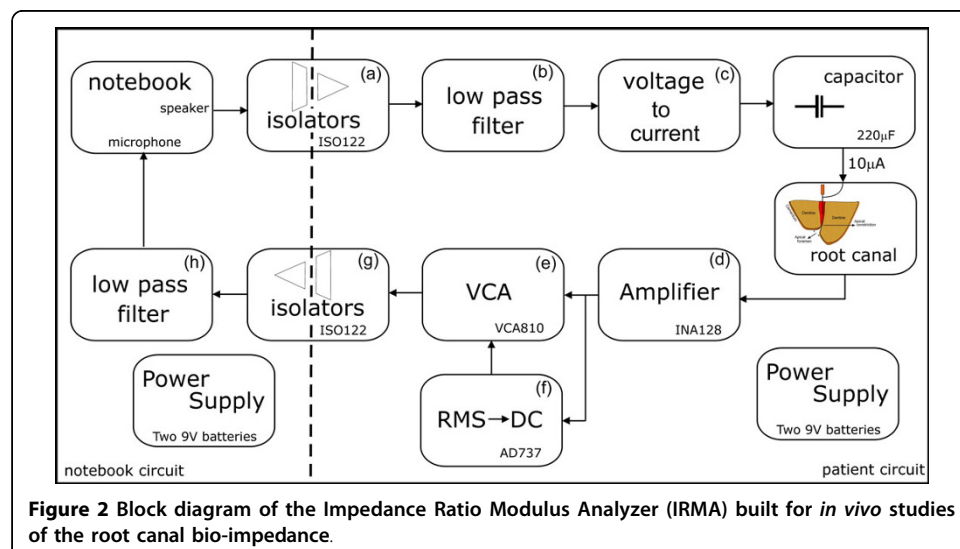 notebook
speaker
microphone
(a)
isolators
ISO122
(b)
low pass
filter
voltage
(c)
to
current
capacitor
220µF
10µA
root canal
(h)
low pass
filter
(g)
isolators
ISO122
(e)
VCA
VCA810
(d)
Amplifier
INA128
(f)
RMS→DC
AD737
Power
Supply
Two 9V batteries
Power
Supply
Two 9V batteries
notebook circuit
patient circuit
Figure 2 Block diagram of the Impedance Ratio Modulus Analyzer (IRMA) built for in vivo studies
of the root canal bio-impedance.